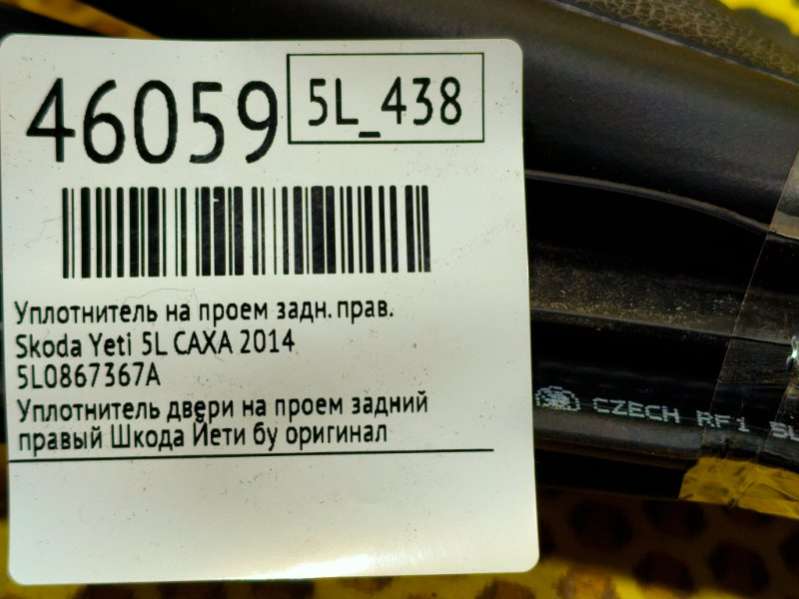 46059
5L_438
Уплотнитель на проем задн. прав.
Skoda Yeti 5L CAXA 2014
5L0867367A
Уплотнитель двери на проем задний
правый Шкода Йети бу оригинал
CZECH RF1 5L